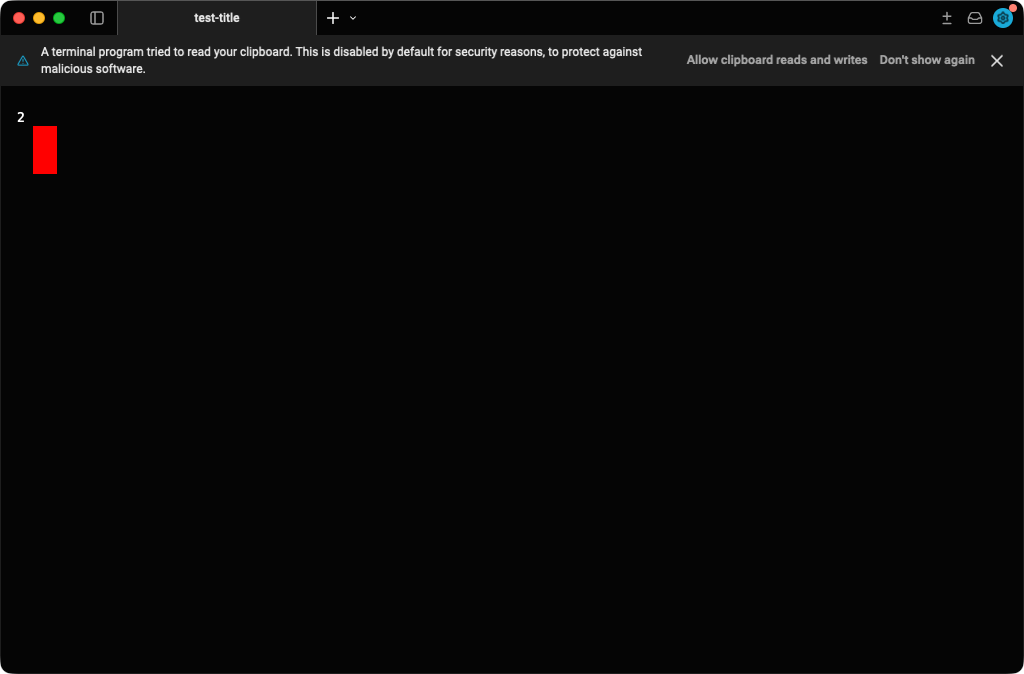 test-title
A terminal program tried to read your clipboard. This is disabled by default for security reasons, to protect against
malicious software.
Allow clipboard reads and writes
Don't show again
2